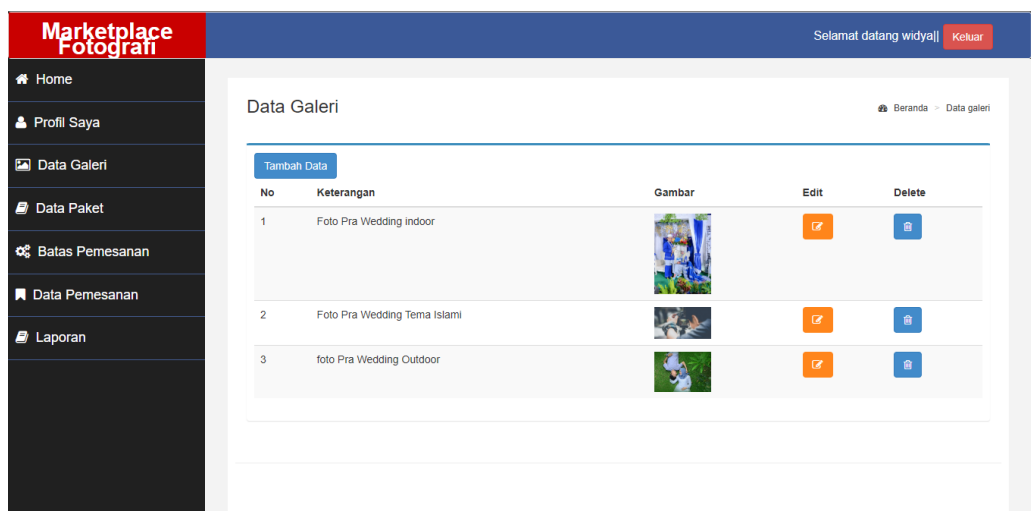 Marketplace
Fotografi
Selamat datang widya|| Keluar
Home
Profil Saya
Data Galeri
Data Paket
Batas Pemesanan
Data Pemesanan
Laporan
Data Galeri
Beranda > Data galeri
Tambah Data
No Keterangan Gambar Edit Delete
1 Foto Pra Wedding indoor
2 Foto Pra Wedding Tema Islami
3 foto Pra Wedding Outdoor